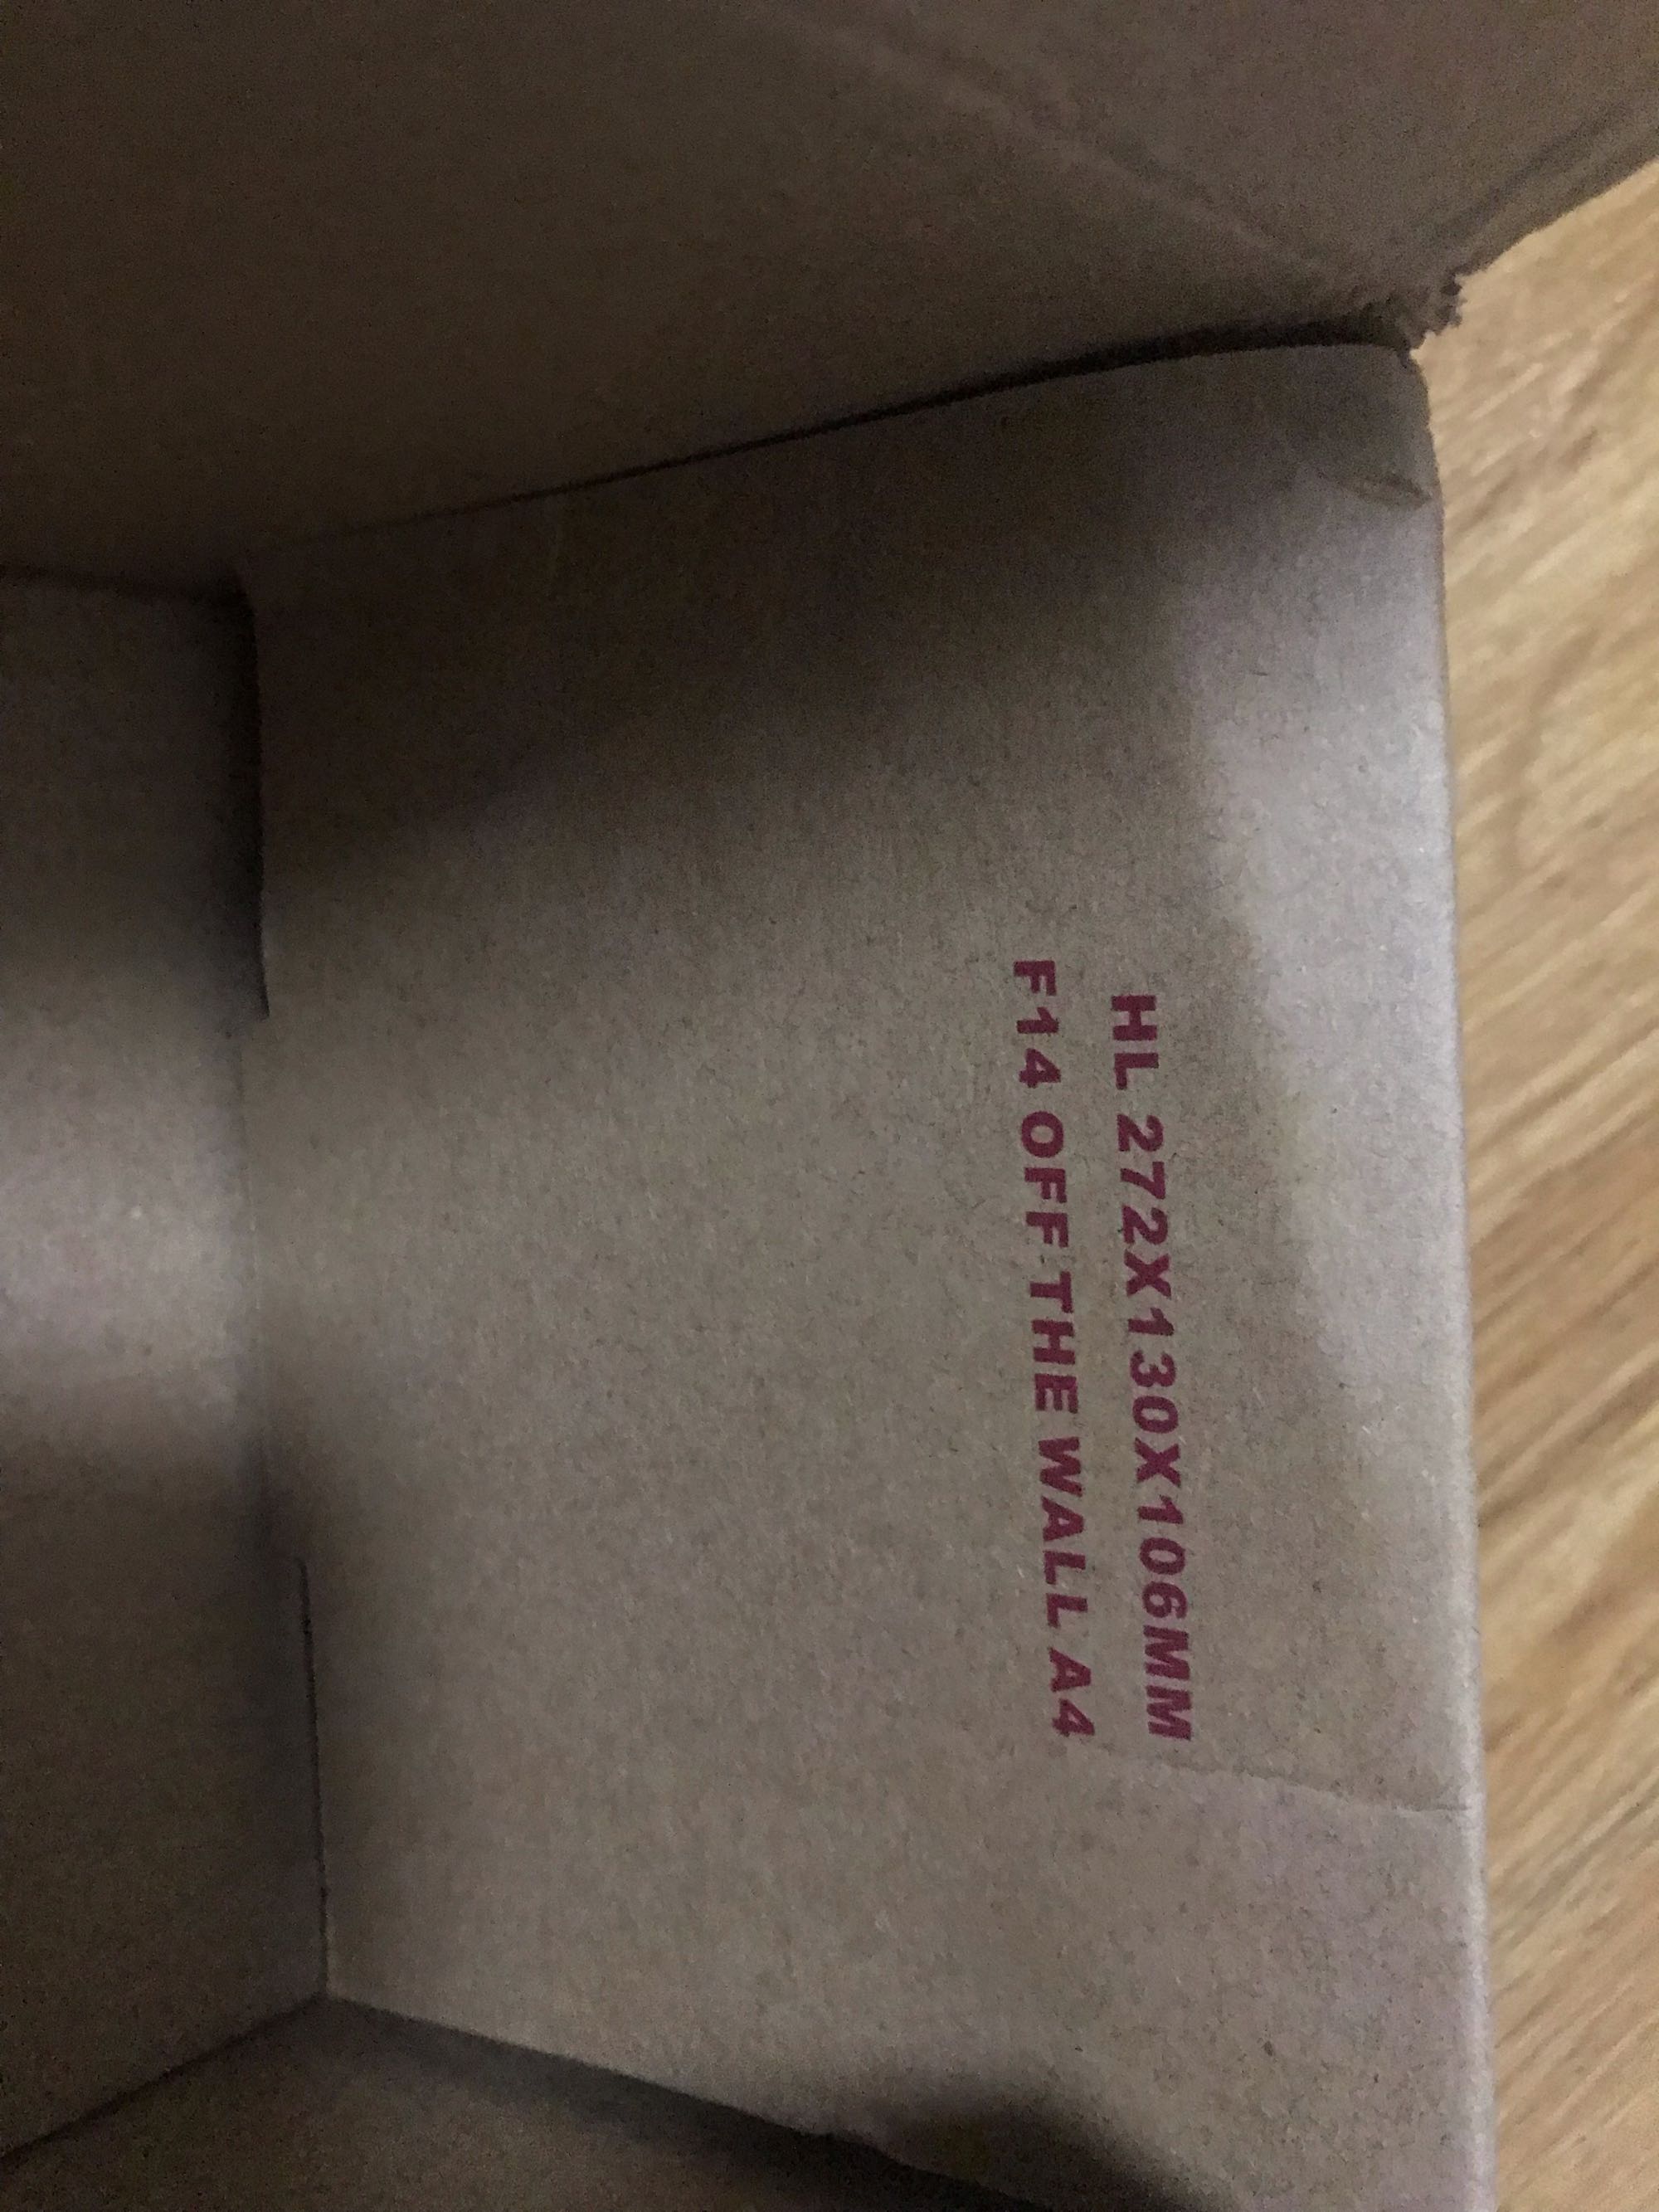 HL 272X130X106MM
F14 OFF THE WALL A4